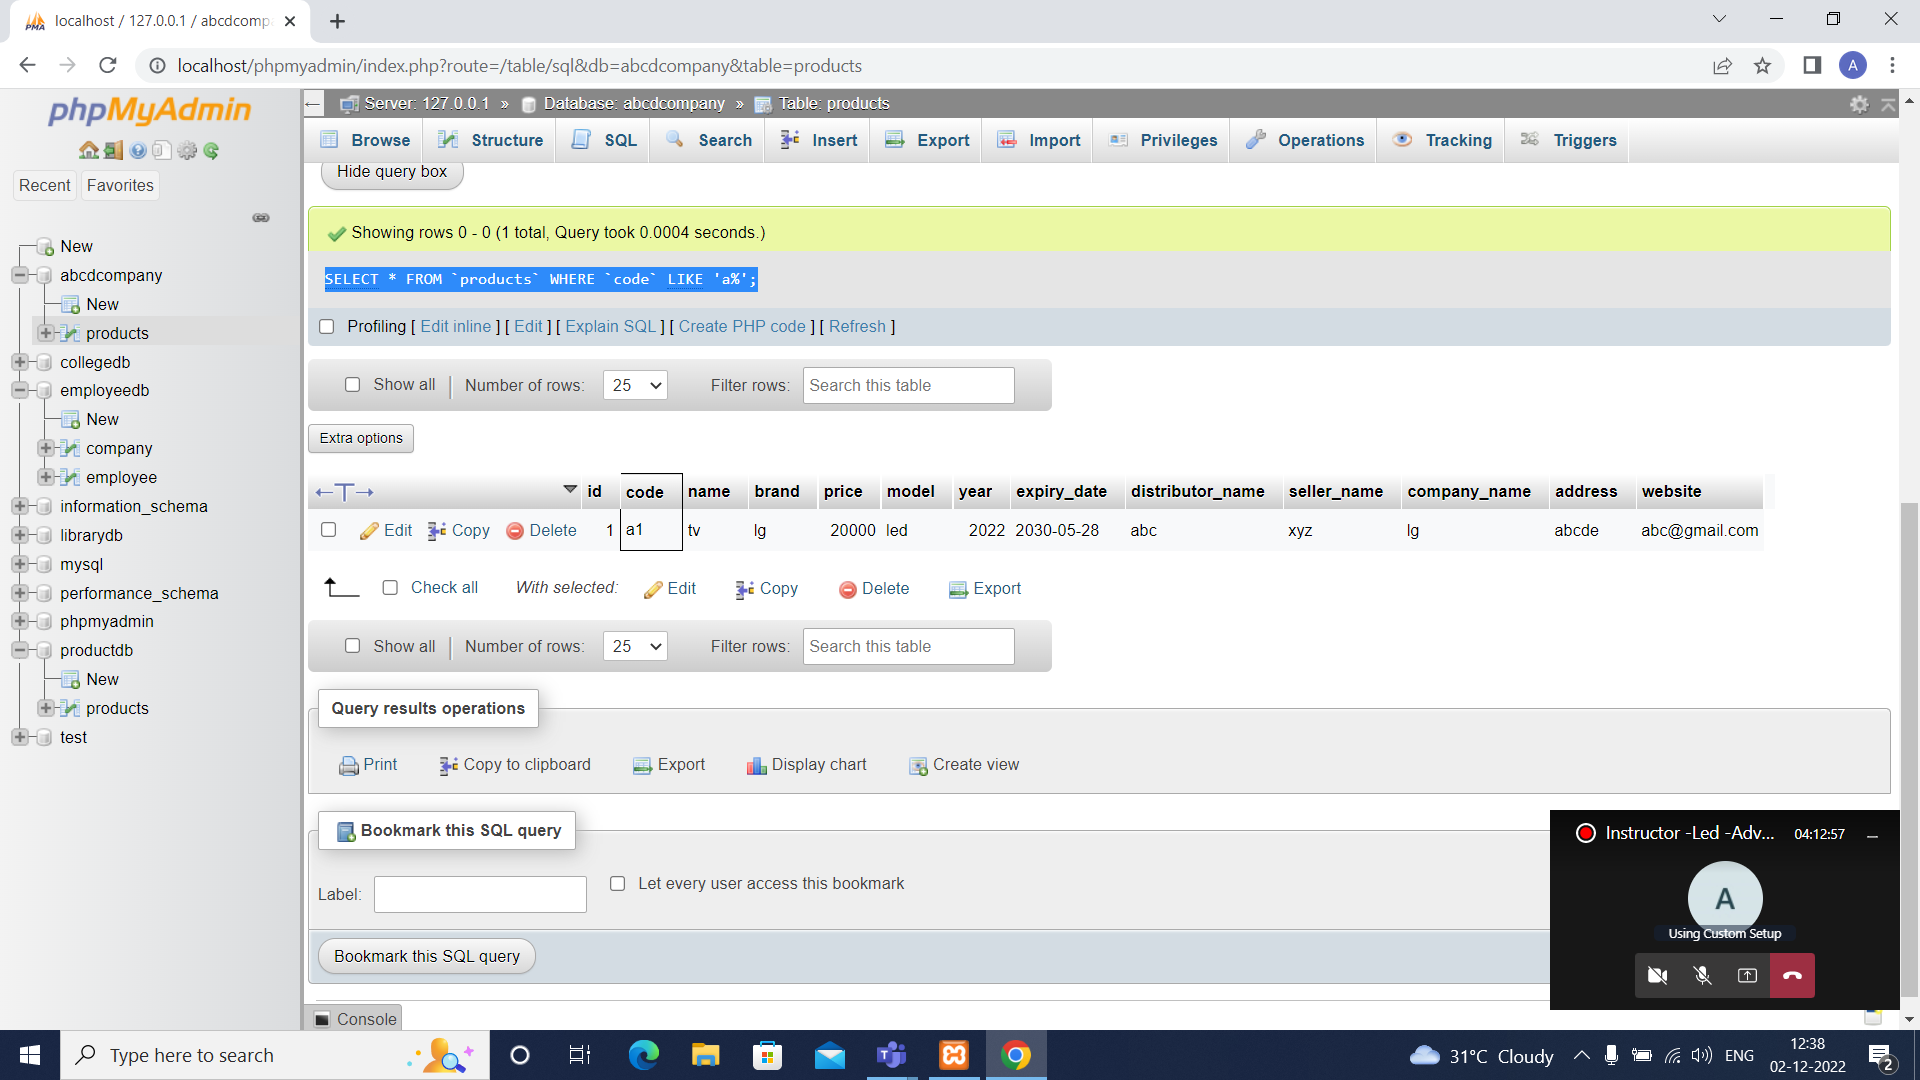 localhost / 127.0.0.1 / abcdcomp
localhost/phpmyadmin/index.php?route=/table/sql&db=abcdcompany&table=products
A
phpMyAdmin
Recent Favorites
New
abcdcompany
New
products
collegedb
employeedb
New
company
employee
information_schema
librarydb
mysql
performance_schema
phpmyadmin
productdb
New
products
test
Server: 127.0.0.1 » Database: abcdcompany » Table: products
Browse Structure SQL Search Insert Export Import Privileges Operations Tracking Triggers
Hide query box
Showing rows 0 - 0 (1 total, Query took 0.0004 seconds.)
SELECT * FROM `products` WHERE `code` LIKE 'a%';
Profiling [ Edit inline ] [ Edit ] [ Explain SQL ] [ Create PHP code ] [ Refresh ]
Show all Number of rows: 25 Filter rows: Search this table
Extra options
id code name brand price model year expiry_date distributor_name seller_name company_name address website
Edit Copy Delete 1 a1 tv lg 20000 led 2022 2030-05-28 abc xyz lg abcde abc@gmail.com
Check all With selected: Edit Copy Delete Export
Show all Number of rows: 25 Filter rows: Search this table
Query results operations
Print Copy to clipboard Export Display chart Create view
Bookmark this SQL query
Label: Let every user access this bookmark
Bookmark this SQL query
Console
Instructor -Led -Adv... 04:12:57
A
Using Custom Setup
Type here to search
31°C Cloudy
ENG
12:38
02-12-2022
2